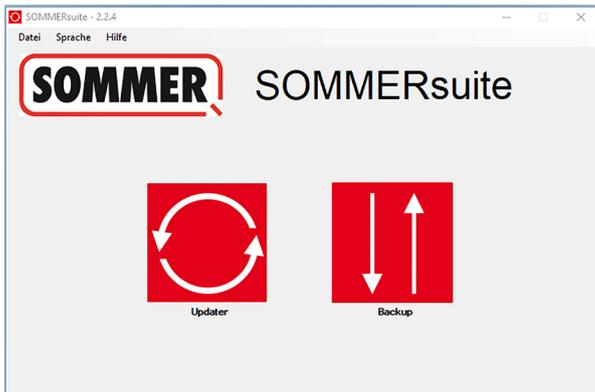 SOMMERsuite - 2.2.4
Datei Sprache Hilfe
SOMMER
SOMMERsuite
Updater
Backup